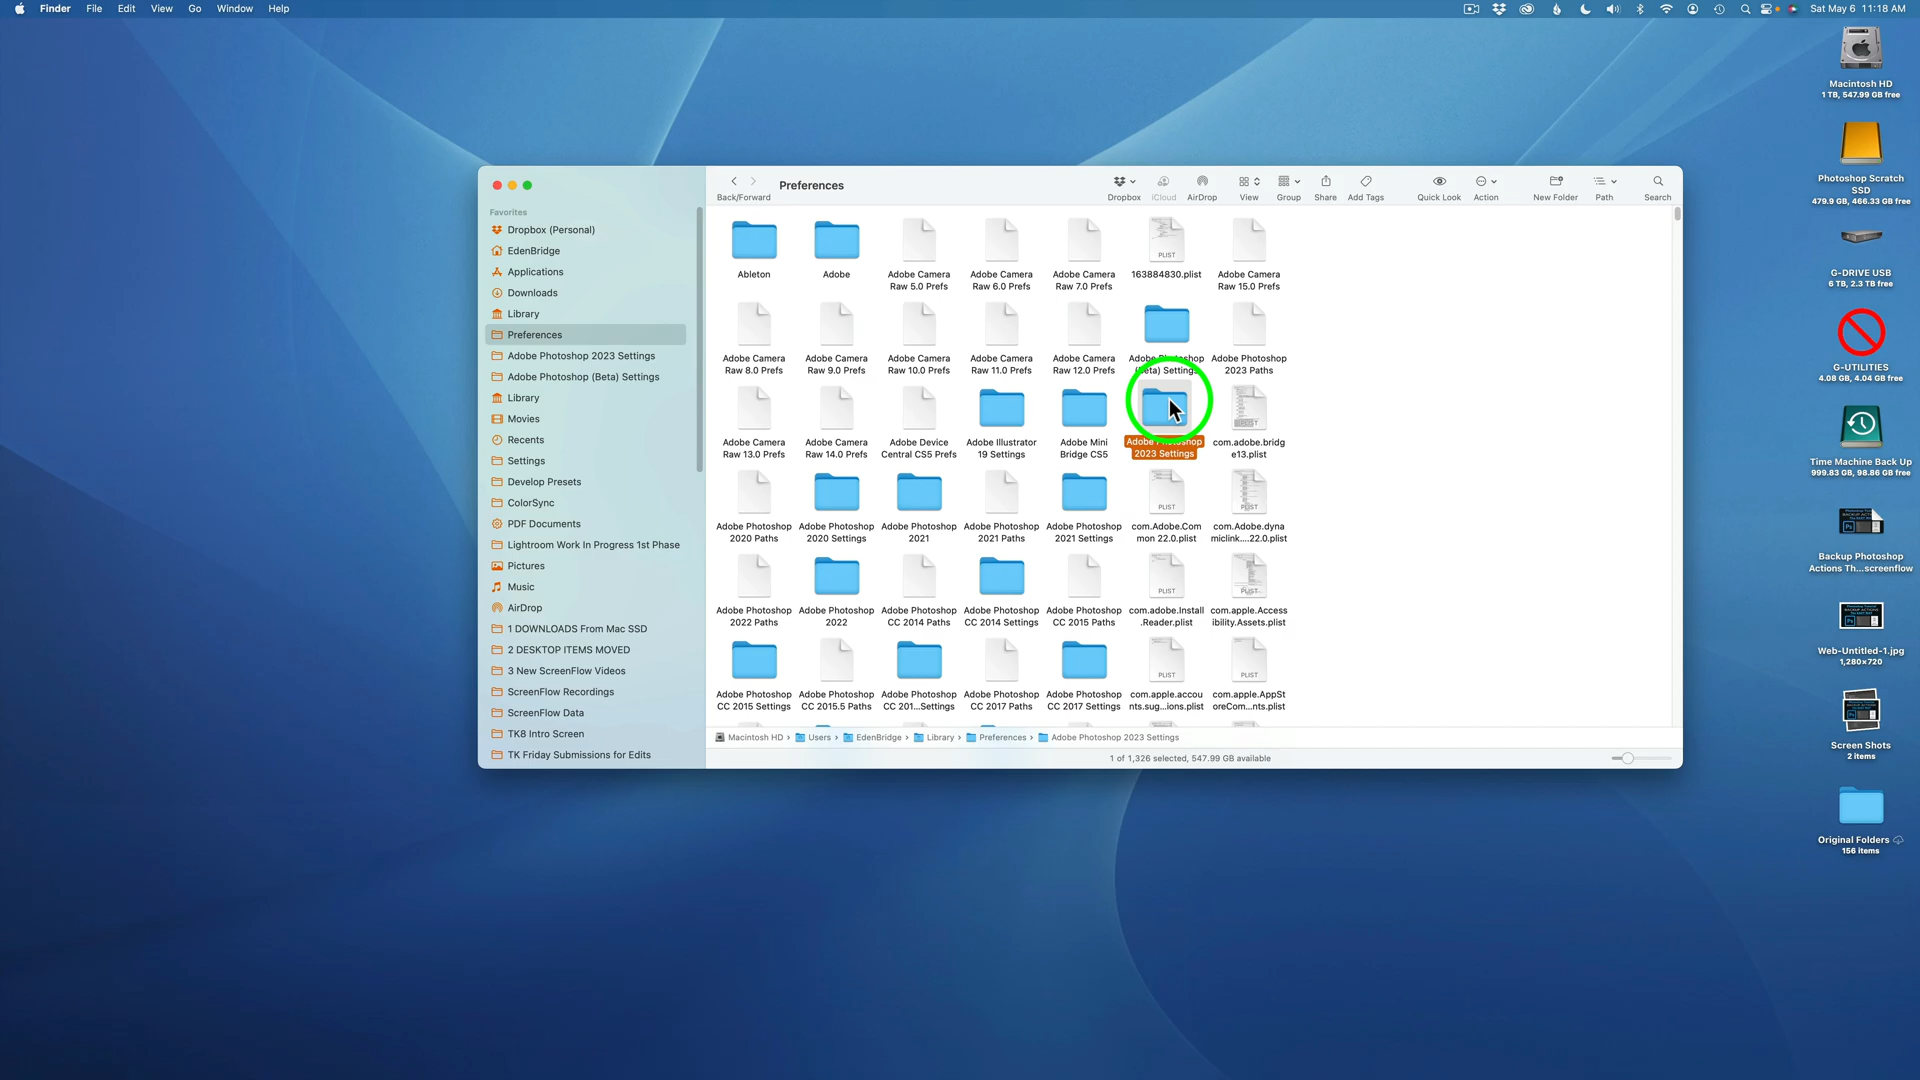 Finder File Edit View Go Window Help
Sat May 6 11:18 AM
Macintosh HD
1 TB, 547.99 GB free
Photoshop Scratch
SSD
479.9 GB, 466.33 GB free
G-DRIVE USB
6 TB, 2.3 TB free
G-UTILITIES
4.08 GB, 4.04 GB free
Time Machine Back Up
999.83 GB, 98.86 GB free
Backup Photoshop
Actions Th...screenflow
Web-Untitled-1.jpg
1,280×720
Screen Shots
2 items
Original Folders
156 items
Back/Forward
Preferences
Dropbox iCloud AirDrop View Group Share Add Tags Quick Look Action New Folder Path Search
Favorites
Dropbox (Personal)
EdenBridge
Applications
Downloads
Library
Preferences
Adobe Photoshop 2023 Settings
Adobe Photoshop (Beta) Settings
Library
Movies
Recents
Settings
Develop Presets
ColorSync
PDF Documents
Lightroom Work In Progress 1st Phase
Pictures
Music
AirDrop
1 DOWNLOADS From Mac SSD
2 DESKTOP ITEMS MOVED
3 New ScreenFlow Videos
ScreenFlow Recordings
ScreenFlow Data
TK8 Intro Screen
TK Friday Submissions for Edits
PLIST
Ableton Adobe Adobe Camera Adobe Camera Adobe Camera 163884830.plist Adobe Camera
Raw 5.0 Prefs Raw 6.0 Prefs Raw 7.0 Prefs Raw 15.0 Prefs
Adobe Camera Adobe Camera Adobe Camera Adobe Camera Adobe Camera Adobe Photoshop Adobe Photoshop
Raw 8.0 Prefs Raw 9.0 Prefs Raw 10.0 Prefs Raw 11.0 Prefs Raw 12.0 Prefs (Beta) Settings 2023 Paths
PLIST
Adobe Camera Adobe Camera Adobe Device Adobe Illustrator Adobe Mini Adobe Photoshop com.adobe.bridg
Raw 13.0 Prefs Raw 14.0 Prefs Central CS5 Prefs 19 Settings Bridge CS5 2023 Settings e13.plist
PLIST PLIST
Adobe Photoshop Adobe Photoshop Adobe Photoshop Adobe Photoshop Adobe Photoshop com.Adobe.Com com.Adobe.dyna
2020 Paths 2020 Settings 2021 2021 Paths 2021 Settings mon 22.0.plist miclink....22.0.plist
PLIST PLIST
Adobe Photoshop Adobe Photoshop Adobe Photoshop Adobe Photoshop Adobe Photoshop com.adobe.Install com.apple.Access
2022 Paths 2022 CC 2014 Paths CC 2014 Settings CC 2015 Paths .Reader.plist ibility.Assets.plist
PLIST PLIST
Adobe Photoshop Adobe Photoshop Adobe Photoshop Adobe Photoshop Adobe Photoshop com.apple.accou com.apple.AppSt
CC 2015 Settings CC 2015.5 Paths CC 201...Settings CC 2017 Paths CC 2017 Settings nts.sug...ions.plist oreCom...nts.plist
Macintosh HD › Users › EdenBridge › Library › Preferences › Adobe Photoshop 2023 Settings
1 of 1,326 selected, 547.99 GB available